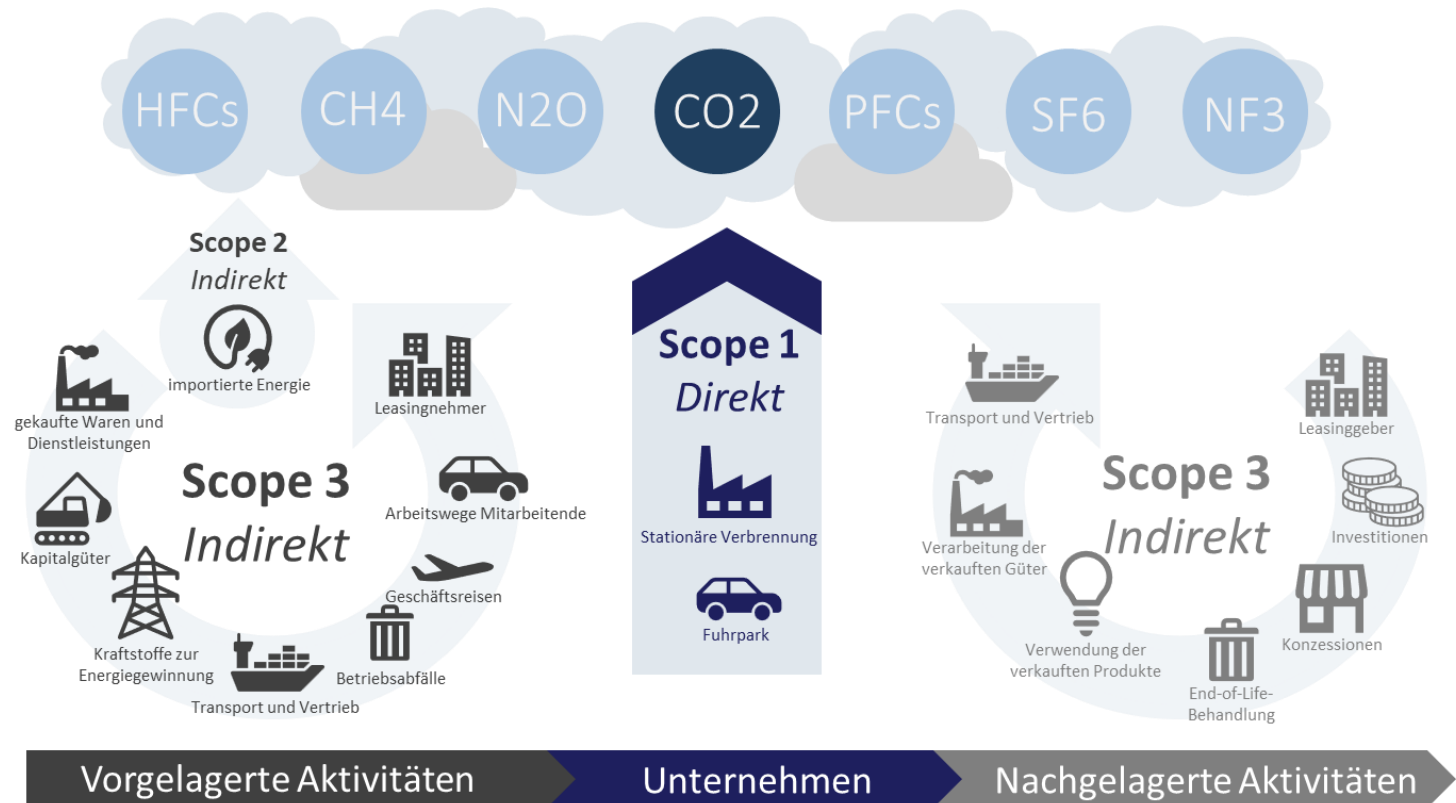 HFCs
CH4
N2O
CO2
PFCs
SF6
NF3
Scope 2
Indirekt
importierte Energie
gekaufte Waren und
Dienstleistungen
Kapitalgüter
Kraftstoffe zur
Energiegewinnung
Transport und Vertrieb
Betriebsabfälle
Geschäftsreisen
Arbeitswege Mitarbeitende
Leasingnehmer
Scope 3
Indirekt
Scope 1
Direkt
Stationäre Verbrennung
Fuhrpark
Transport und Vertrieb
Verarbeitung der
verkauften Güter
Verwendung der
verkauften Produkte
End-of-Life-
Behandlung
Konzessionen
Investitionen
Leasinggeber
Scope 3
Indirekt
Vorgelagerte Aktivitäten
Unternehmen
Nachgelagerte Aktivitäten